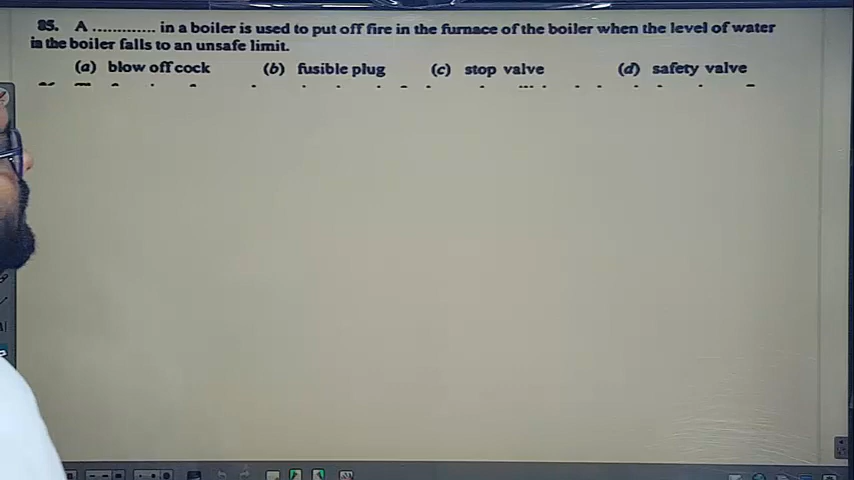 85. A ............. in a boiler is used to put off fire in the furnace of the boiler when the level of water
in the boiler falls to an unsafe limit.
(a) blow off cock (b) fusible plug (c) stop valve (d) safety valve